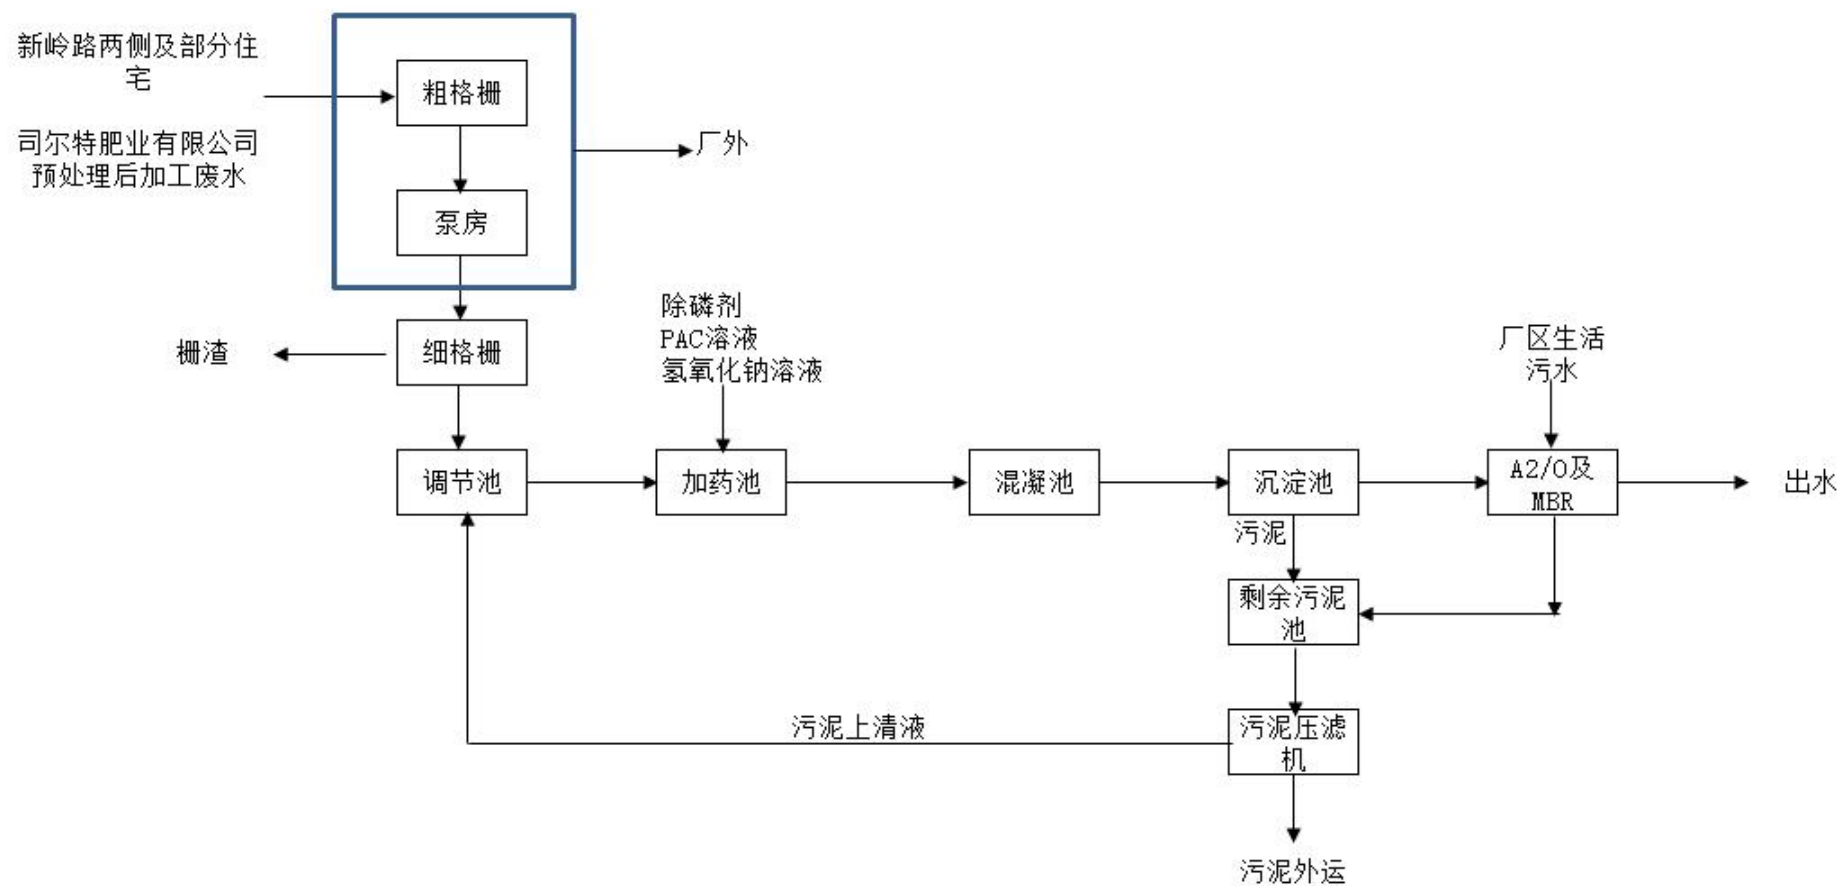 新岭路两侧及部分住
宅
司尔特肥业有限公司
预处理后加工废水
粗格栅
厂外
泵房
栅渣
细格栅
除磷剂
PAC溶液
氢氧化钠溶液
厂区生活
污水
调节池
加药池
混凝池
沉淀池
A2/O及
MBR
出水
污泥
剩余污泥
池
污泥上清液
污泥压滤
机
污泥外运